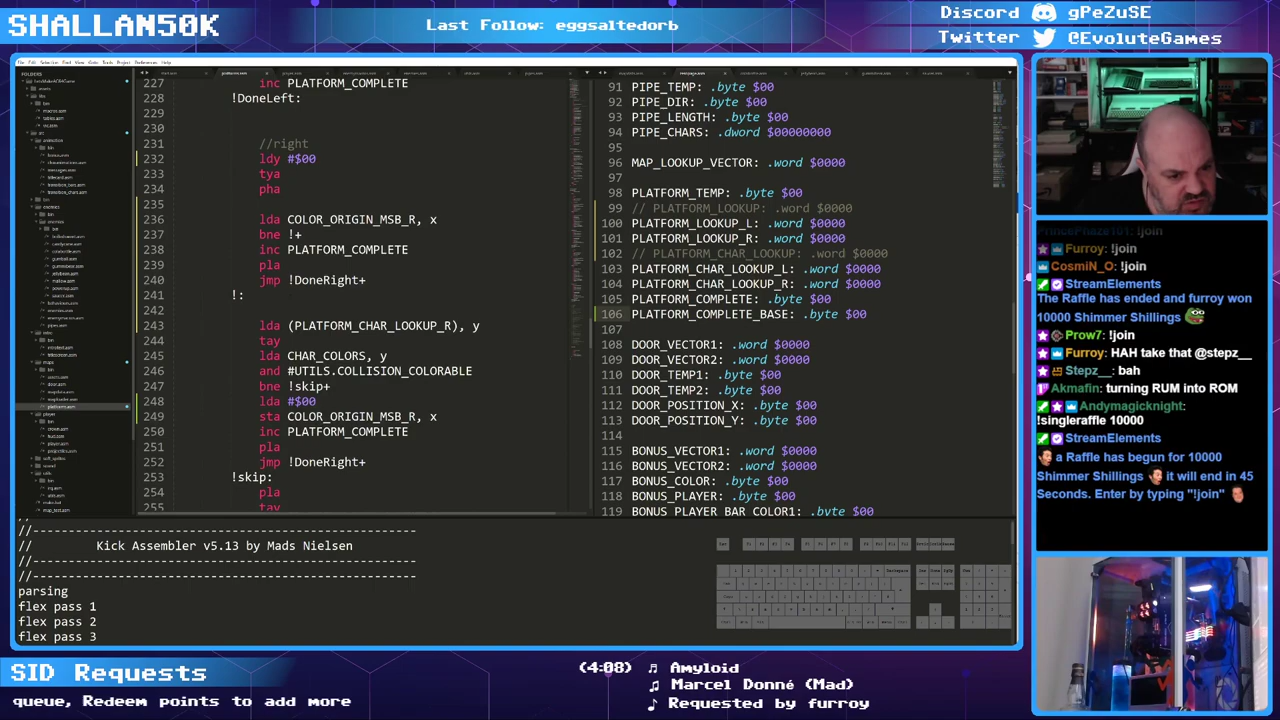 SHALLAN50K
Last Follow: eggsaltedorb
Discord gPeZuSE
Twitter @EvoluteGames
File Edit Selection
FOLDERS
227 inc PLATFORM_COMPLETE
228 !DoneLeft:
229
230
231 //right
232 ldy #$00
233 tya
234 pha
235
236 lda COLOR_ORIGIN_MSB_R, x
237 bne !+
238 inc PLATFORM_COMPLETE
239 pla
240 jmp !DoneRight+
241 !:
242
243 lda (PLATFORM_CHAR_LOOKUP_R), y
244 tay
245 lda CHAR_COLORS, y
246 and #UTILS.COLLISION_COLORABLE
247 bne !skip+
248 lda #$00
249 sta COLOR_ORIGIN_MSB_R, x
250 inc PLATFORM_COMPLETE
251 pla
252 jmp !DoneRight+
253 !skip:
254 pla
255 tay
91 PIPE_TEMP: .byte $00
92 PIPE_DIR: .byte $00
93 PIPE_LENGTH: .byte $00
94 PIPE_CHARS: .dword $00000000
95
96 MAP_LOOKUP_VECTOR: .word $0000
97
98 PLATFORM_TEMP: .byte $00
99 // PLATFORM_LOOKUP: .word $0000
100 PLATFORM_LOOKUP_L: .word $0000
101 PLATFORM_LOOKUP_R: .word $0000
102 // PLATFORM_CHAR_LOOKUP: .word $0000
103 PLATFORM_CHAR_LOOKUP_L: .word $0000
104 PLATFORM_CHAR_LOOKUP_R: .word $0000
105 PLATFORM_COMPLETE: .byte $00
106 PLATFORM_COMPLETE_BASE: .byte $00
107
108 DOOR_VECTOR1: .word $0000
109 DOOR_VECTOR2: .word $0000
110 DOOR_TEMP1: .byte $00
111 DOOR_TEMP2: .byte $00
112 DOOR_POSITION_X: .byte $00
113 DOOR_POSITION_Y: .byte $00
114
115 BONUS_VECTOR1: .word $0000
116 BONUS_VECTOR2: .word $0000
117 BONUS_COLOR: .byte $00
118 BONUS_PLAYER: .byte $00
119 BONUS_PLAYER_BAR_COLOR1: .byte $00
//------------------------------------------------------
// Kick Assembler v5.13 by Mads Nielsen
//------------------------------------------------------
//------------------------------------------------------
parsing
flex pass 1
flex pass 2
flex pass 3
PrincePhaze101: !join
Furroy: !join
CosmiN_O: !join
StreamElements:
The Raffle has ended and furroy won
10000 Shimmer Shillings
Prow7: !join
Furroy: HAH take that @stepz__
Stepz__: bah
Akmafin: turning RUM into ROM
Andymagicknight:
!singleraffle 10000
StreamElements:
a Raffle has begun for 10000
Shimmer Shillings it will end in 45
Seconds. Enter by typing "!join"
SID Requests
queue, Redeem points to add more
(4:08) ♫ Amyloid
♫ Marcel Donné (Mad)
♪ Requested by furroy